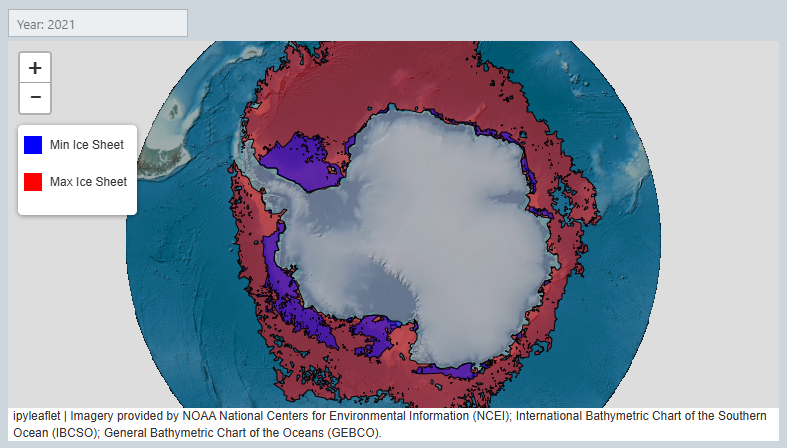 Year: 2021
+
−
Min Ice Sheet
Max Ice Sheet
ipyleaflet | Imagery provided by NOAA National Centers for Environmental Information (NCEI); International Bathymetric Chart of the Southern
Ocean (IBCSO); General Bathymetric Chart of the Oceans (GEBCO).